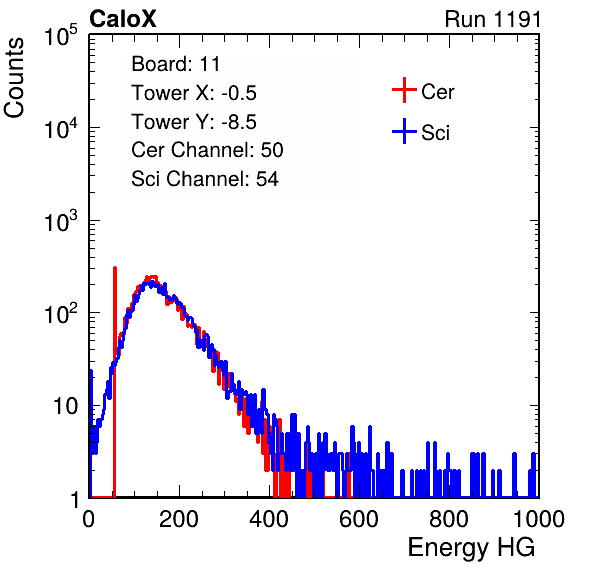 CaloX Run 1191
Counts
10^5
10^4
10^3
10^2
10
1
Board: 11
Tower X: -0.5
Tower Y: -8.5
Cer Channel: 50
Sci Channel: 54
Cer
Sci
0 200 400 600 800 1000
Energy HG